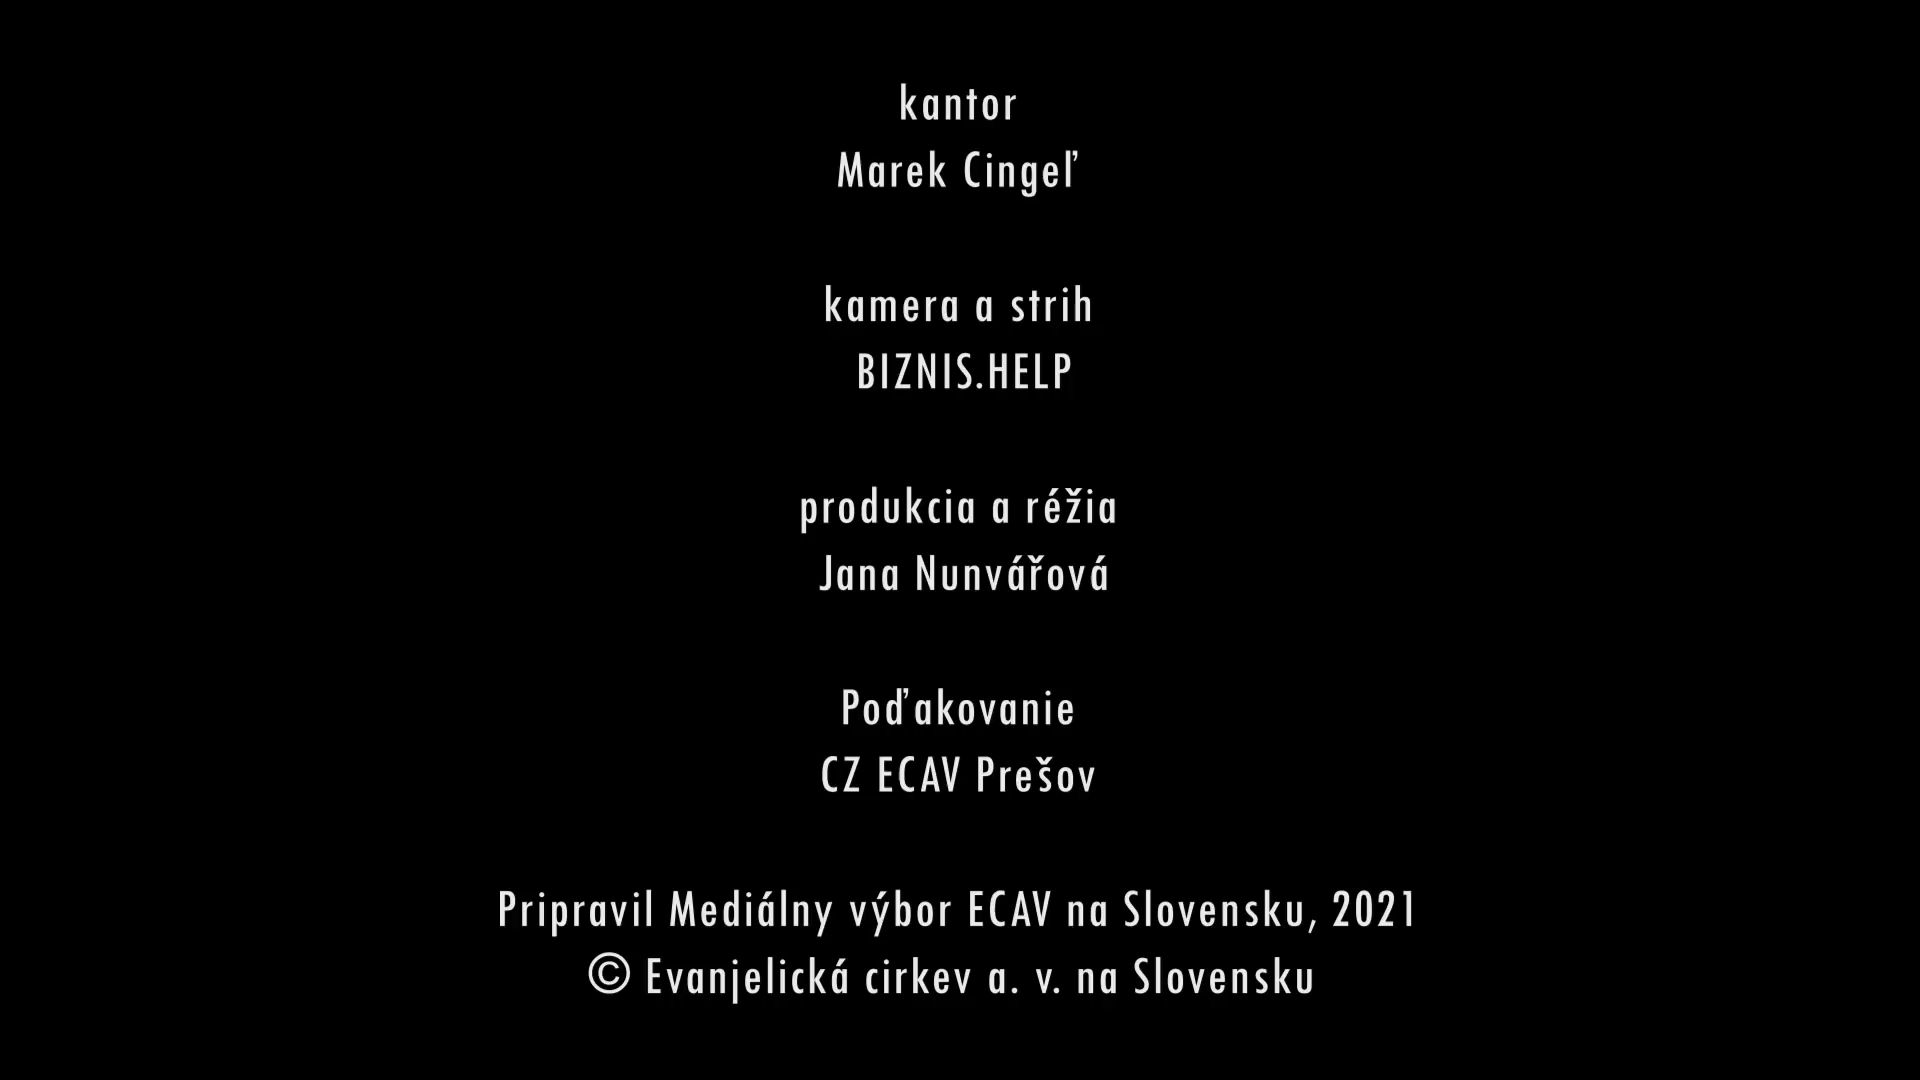 kantor
Marek Cingeľ
kamera a strih
BIZNIS.HELP
produkcia a réžia
Jana Nunvářová
Poďakovanie
CZ ECAV Prešov
Pripravil Mediálny výbor ECAV na Slovensku, 2021
© Evanjelická cirkev a. v. na Slovensku